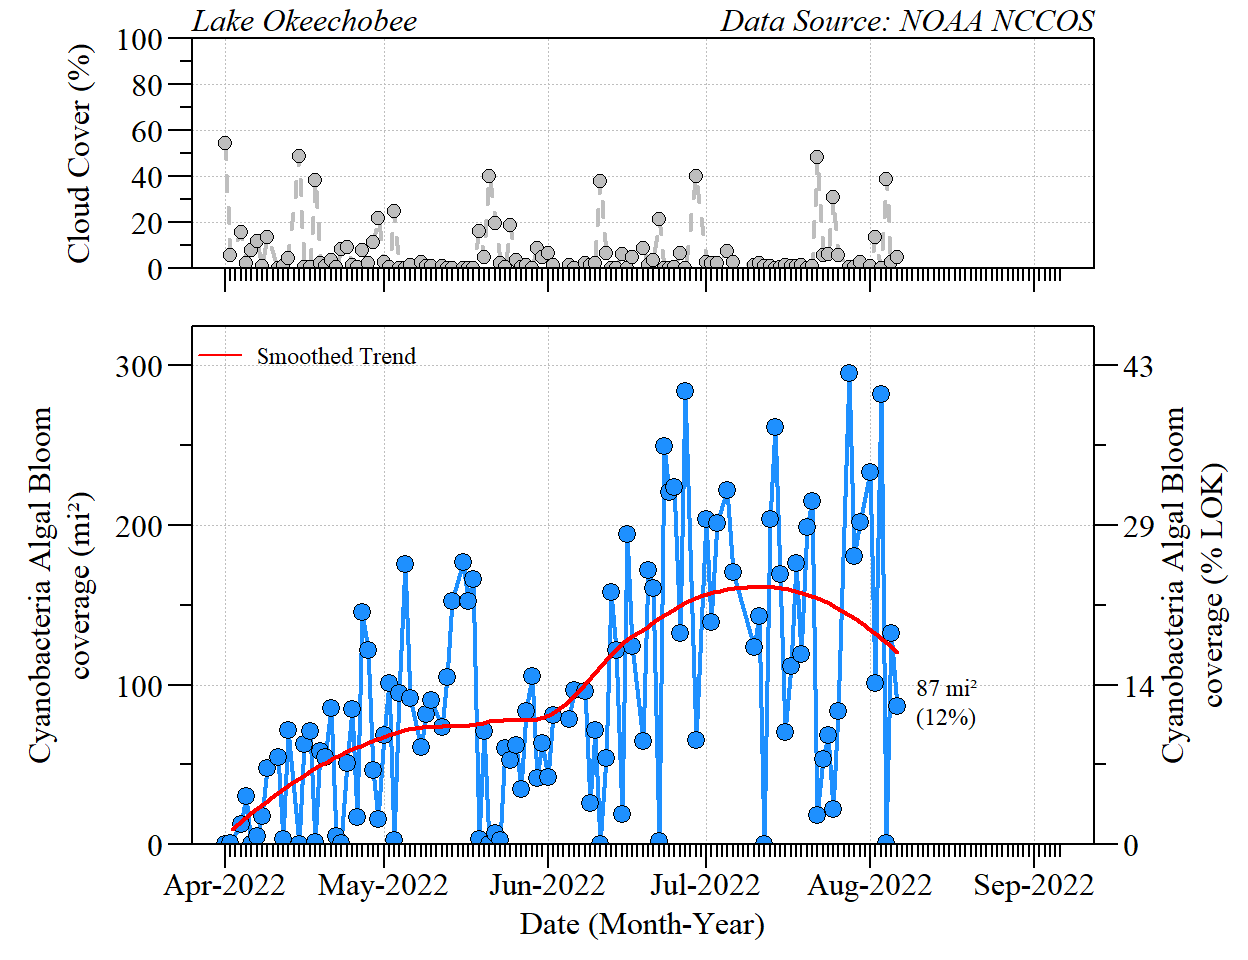 Lake Okeechobee
Data Source: NOAA NCCOS
Cloud Cover (%)
100
80
60
40
20
0
Smoothed Trend
Cyanobacteria Algal Bloom
coverage (mi²)
300
200
100
0
43
29
14
0
Cyanobacteria Algal Bloom
coverage (% LOK)
87 mi²
(12%)
Apr-2022 May-2022 Jun-2022 Jul-2022 Aug-2022 Sep-2022
Date (Month-Year)